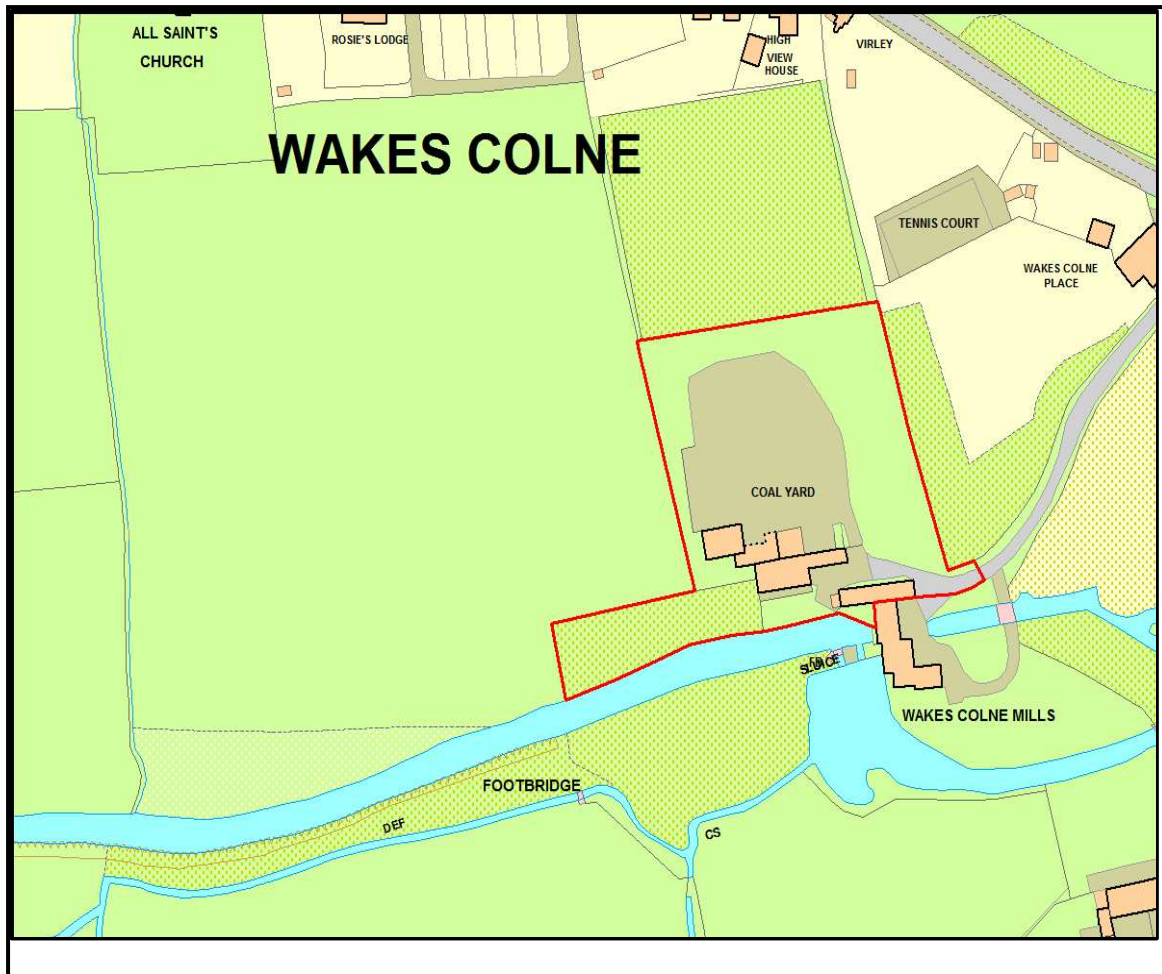 ALL SAINT'S
CHURCH
ROSIE'S LODGE
HIGH
VIEW
HOUSE
VIRLEY
WAKES COLNE
TENNIS COURT
WAKES COLNE
PLACE
COAL YARD
SLUICE
WAKES COLNE MILLS
FOOTBRIDGE
DEF
CS